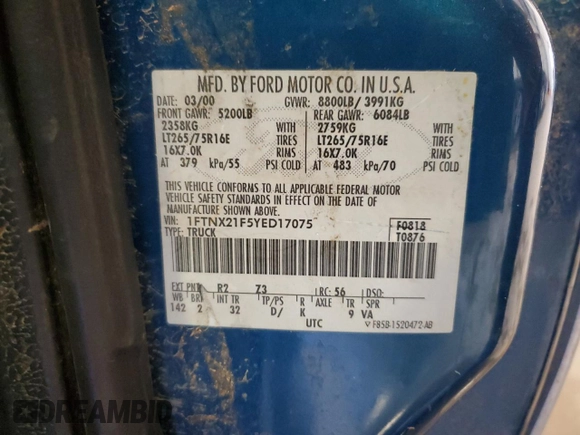 MFD. BY FORD MOTOR CO. IN U.S.A.
DATE: 03/00 GVWR: 8800LB/ 3991KG
FRONT GAWR: 5200LB REAR GAWR: 6084LB
2358KG WITH 2759KG WITH
LT265/75R16E TIRES LT265/75R16E TIRES
16X7.0K RIMS 16X7.0K RIMS
AT 379 kPa/55 PSI COLD AT 483 kPa/70 PSI COLD
THIS VEHICLE CONFORMS TO ALL APPLICABLE FEDERAL MOTOR
VEHICLE SAFETY STANDARDS IN EFFECT ON THE DATE OF
MANUFACTURE SHOWN ABOVE.
VIN: 1FTNX21F5YED17075 F0818
TYPE: TRUCK T0876
EXT PNT: R2 Z3 RC: 56 DSO:
WB BRK INT TR TP/PS R AXLE TR SPR
142 2 32 D/ K 9 VA
UTC
F85B-1520472-AB
DREAMBID